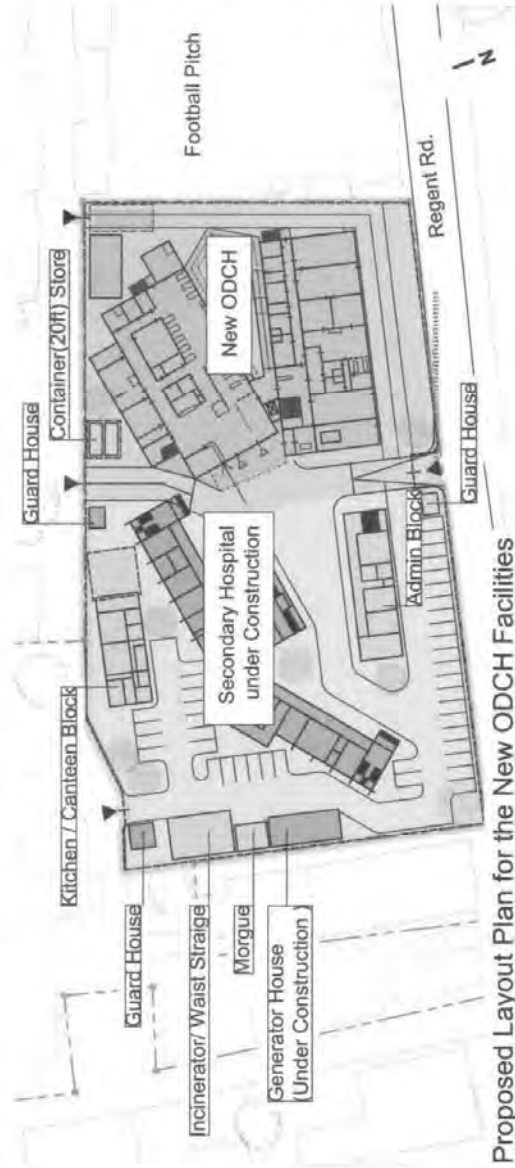 Football Pitch
Container(20ft) Store
Guard House
New ODCH
Regent Rd.
N
Kitchen / Canteen Block
Secondary Hospital
under Construction
Admin Block
Guard House
Guard House
Incinerator/ Waist Straige
Morgue
Generator House
(Under Construction )
Proposed Layout Plan for the New ODCH Facilities